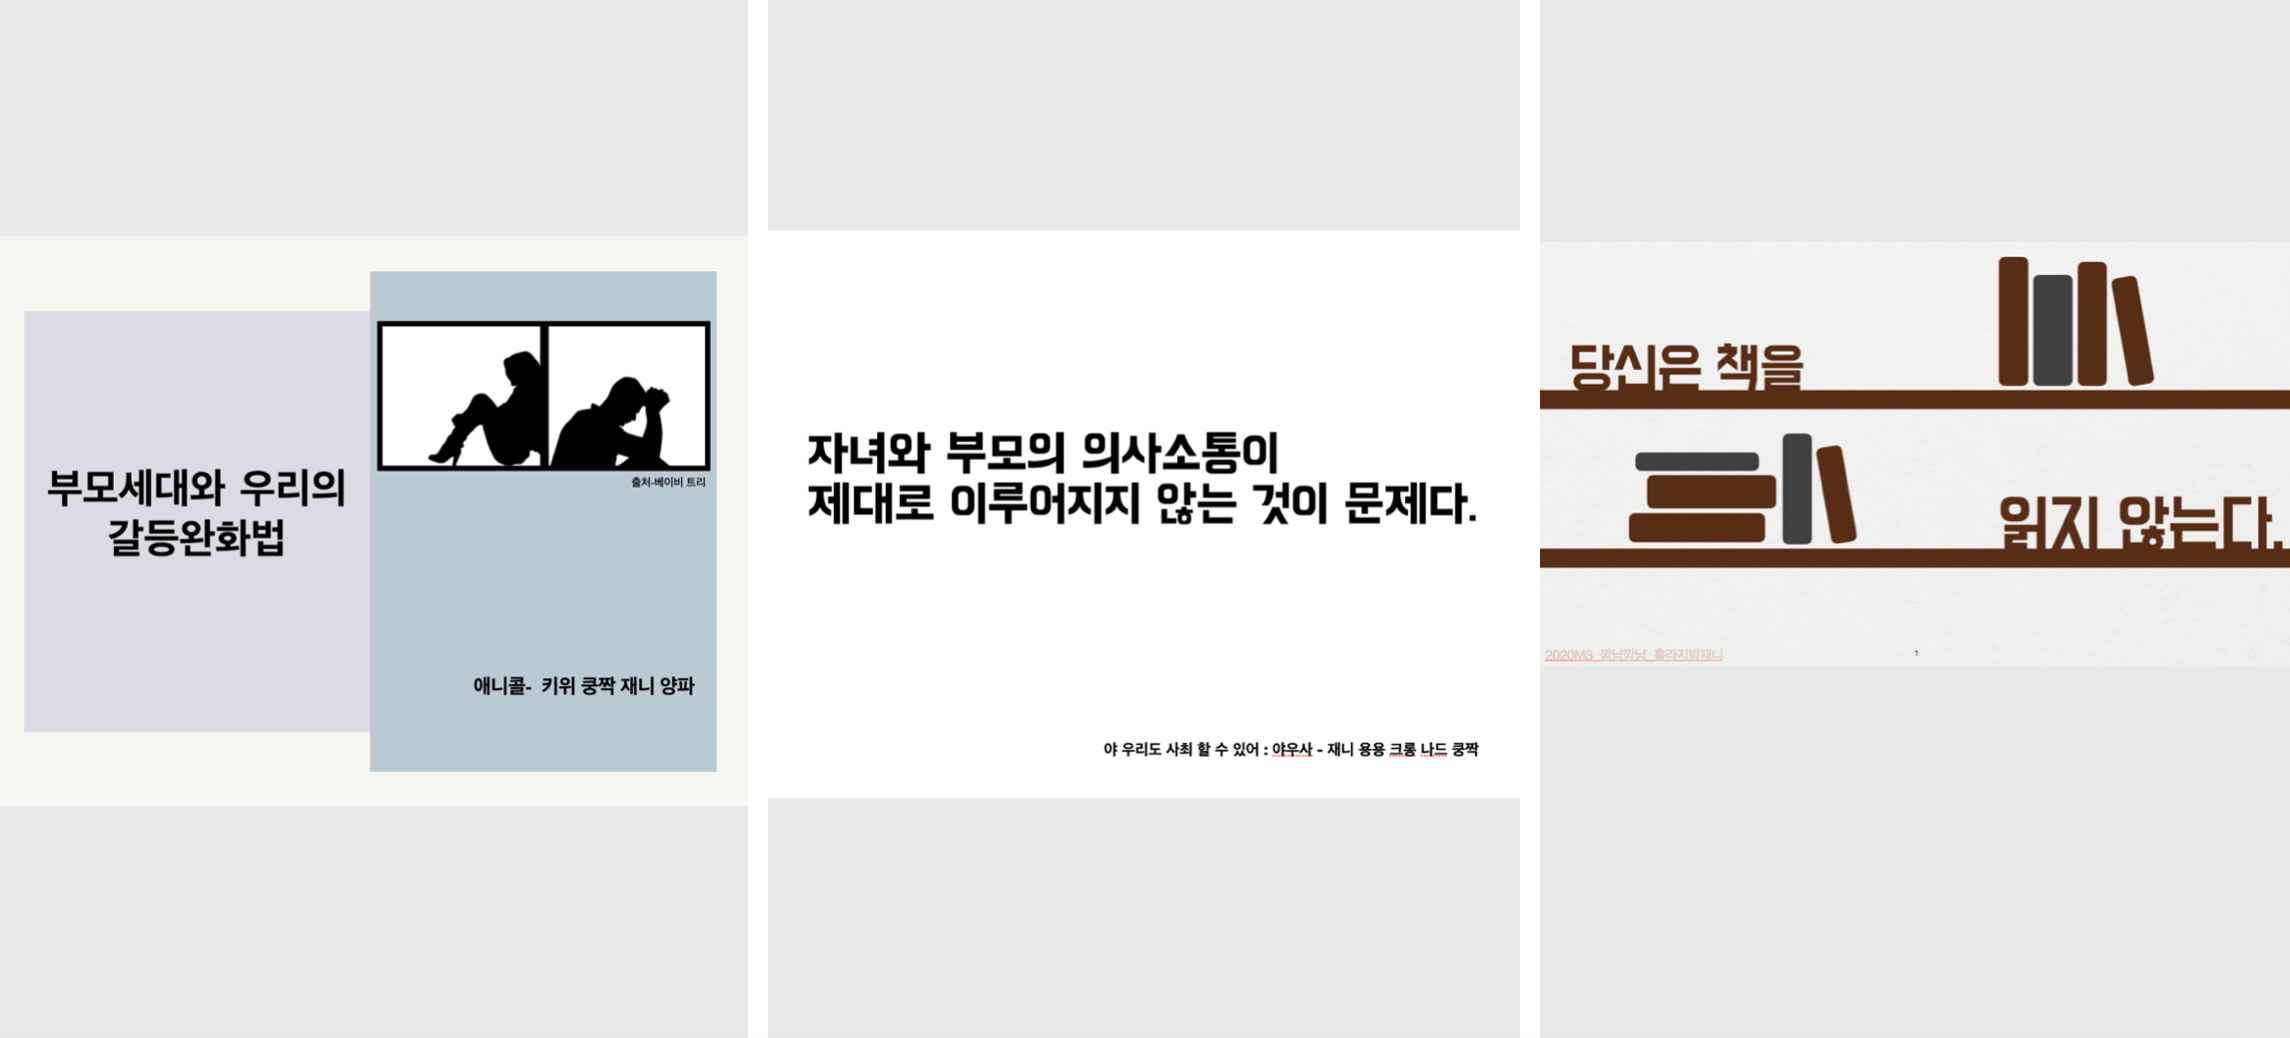 부모세대와 우리의
갈등완화법
출처-베이비 트리
애니콜- 키위 쿵짝 재니 양파
자녀와 부모의 의사소통이
제대로 이루어지지 않는 것이 문제다.
야 우리도 사최 할 수 있어 : 야우사 - 재니 용용 크롱 나드 쿵짝
당신은 책을
읽지 않는다.
2020M3_깜냥깜냥_홀라지방재니
1